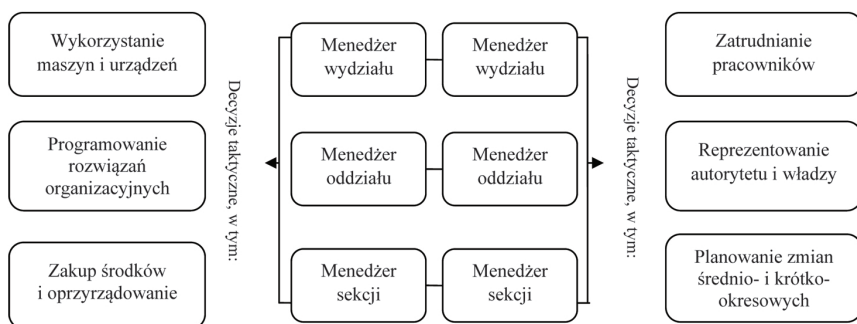 Wykorzystanie
maszyn i urządzeń
Programowanie
rozwiązań
organizacyjnych
Zakup środków
i oprzyrządowanie
Decyzje taktyczne, w tym:
Menedżer
wydziału
Menedżer
wydziału
Menedżer
oddziału
Menedżer
oddziału
Menedżer
sekcji
Menedżer
sekcji
Decyzje taktyczne, w tym:
Zatrudnianie
pracowników
Reprezentowanie
autorytetu i władzy
Planowanie zmian
średnio- i krótko-
okresowych